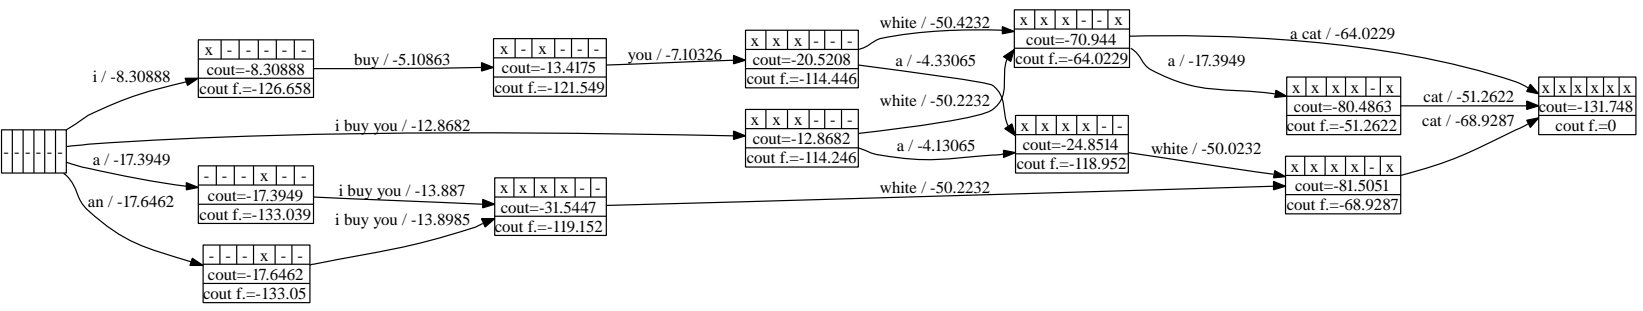 - - - - - -
i / -8.30888
i buy you / -12.8682
a / -17.3949
an / -17.6462
x - - - - -
cout=-8.30888
cout f.=-126.658
- - - x - -
cout=-17.3949
cout f.=-133.039
- - - x - -
cout=-17.6462
cout f.=-133.05
buy / -5.10863
i buy you / -13.887
i buy you / -13.8985
x - x - - -
cout=-13.4175
cout f.=-121.549
x x x x - -
cout=-31.5447
cout f.=-119.152
you / -7.10326
x x x - - -
cout=-20.5208
cout f.=-114.446
x x x - - -
cout=-12.8682
cout f.=-114.246
white / -50.4232
a / -4.33065
white / -50.2232
a / -4.13065
white / -50.2232
x x x - - x
cout=-70.944
cout f.=-64.0229
x x x x - -
cout=-24.8514
cout f.=-118.952
a cat / -64.0229
a / -17.3949
white / -50.0232
x x x x - x
cout=-80.4863
cout f.=-51.2622
x x x x - x
cout=-81.5051
cout f.=-68.9287
cat / -51.2622
cat / -68.9287
x x x x x x
cout=-131.748
cout f.=0